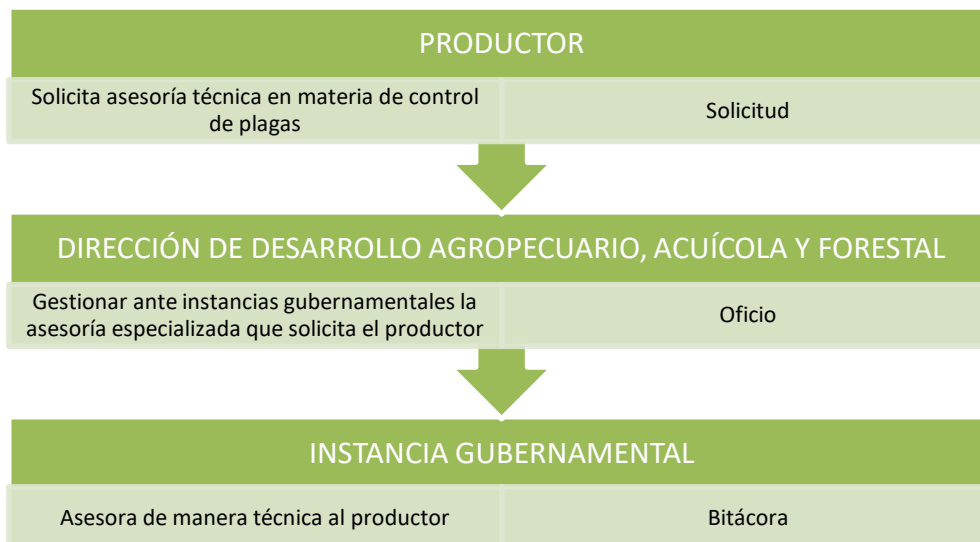 PRODUCTOR
Solicita asesoría técnica en materia de control
de plagas
Solicitud
DIRECCIÓN DE DESARROLLO AGROPECUARIO, ACUÍCOLA Y FORESTAL
Gestionar ante instancias gubernamentales la
asesoría especializada que solicita el productor
Oficio
INSTANCIA GUBERNAMENTAL
Asesora de manera técnica al productor
Bitácora